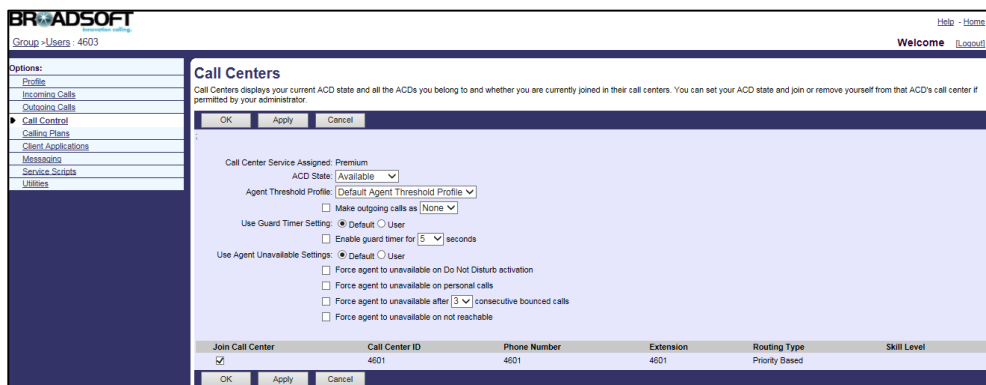 BROADSOFT
innovation calling.
Help - Home
Group >Users : 4603
Welcome [Logout]
Options:
Profile
Incoming Calls
Outgoing Calls
Call Control
Calling Plans
Client Applications
Messaging
Service Scripts
Utilities
Call Centers
Call Centers displays your current ACD state and all the ACDs you belong to and whether you are currently joined in their call centers. You can set your ACD state and join or remove yourself from that ACD's call center if
permitted by your administrator.
OK Apply Cancel
Call Center Service Assigned: Premium
ACD State: Available
Agent Threshold Profile: Default Agent Threshold Profile
Make outgoing calls as None
Use Guard Timer Setting: Default User
Enable guard timer for 5 seconds
Use Agent Unavailable Settings: Default User
Force agent to unavailable on Do Not Disturb activation
Force agent to unavailable on personal calls
Force agent to unavailable after 3 consecutive bounced calls
Force agent to unavailable on not reachable
Join Call Center Call Center ID Phone Number Extension Routing Type Skill Level
4601 4601 4601 Priority Based
OK Apply Cancel